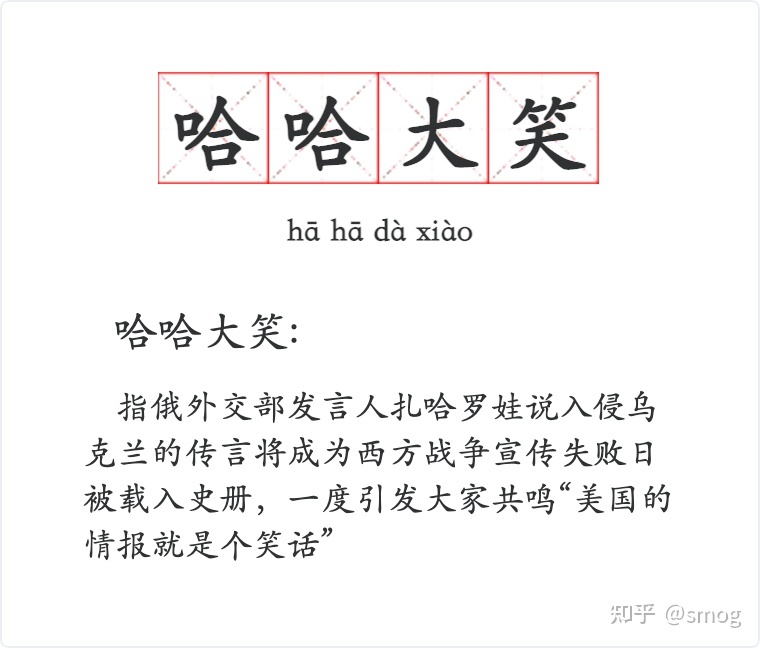 哈哈大笑
hā hā dà xiào
哈哈大笑:
指俄外交部发言人扎哈罗娃说入侵乌
克兰的传言将成为西方战争宣传失败日
被载入史册，一度引发大家共鸣“美国的
情报就是个笑话”
知乎 @smog